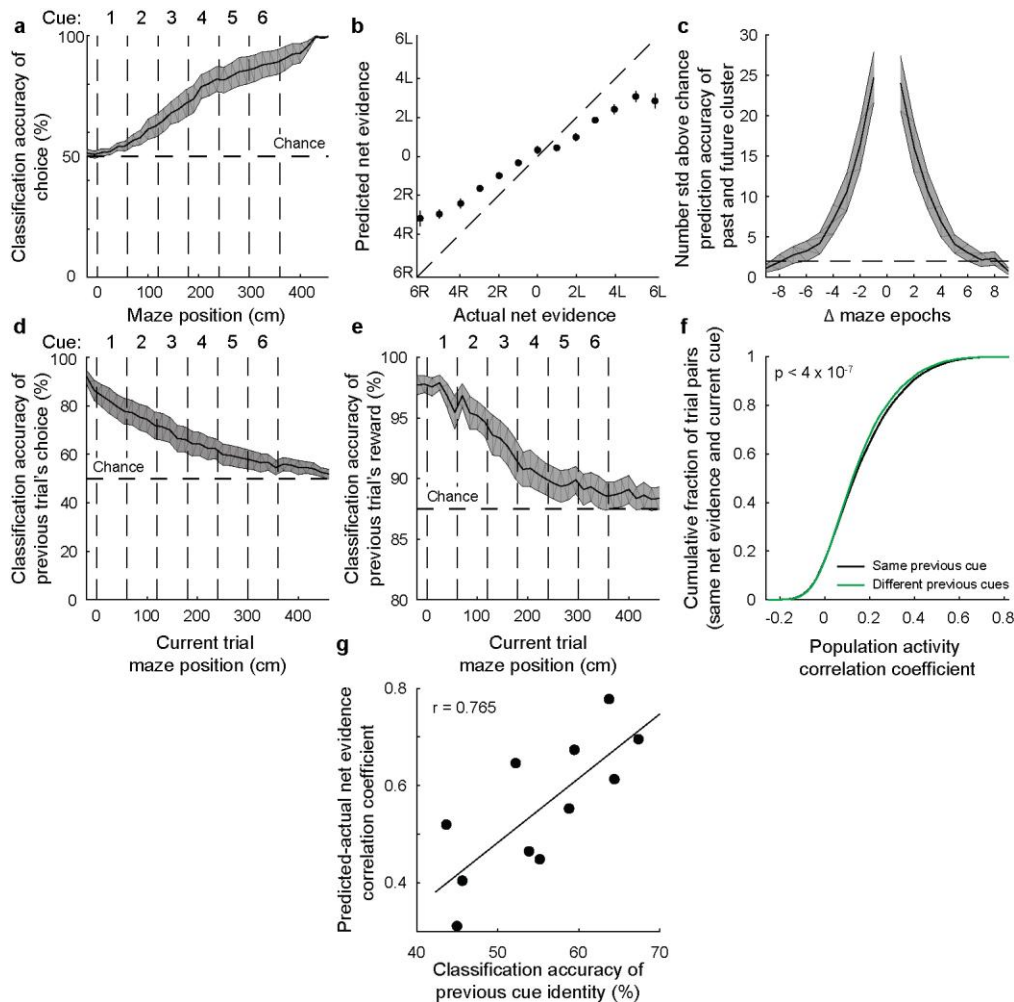 a
Cue: 1 2 3 4 5 6
Classification accuracy of
choice (%)
100
50
0
Chance
0 100 200 300 400
Maze position (cm)
b
Predicted net evidence
6L
4L
2L
0
2R
4R
6R
6R 4R 2R 0 2L 4L 6L
Actual net evidence
c
Number std above chance
prediction accuracy of
past and future cluster
30
25
20
15
10
5
0
-8 -6 -4 -2 0 2 4 6 8
Δ maze epochs
d
Cue: 1 2 3 4 5 6
Classification accuracy of
previous trial's choice (%)
100
80
60
40
20
0
Chance
0 100 200 300 400
Current trial
maze position (cm)
e
Cue: 1 2 3 4 5 6
Classification accuracy of
previous trial's reward (%)
100
95
90
85
80
Chance
0 100 200 300 400
Current trial
maze position (cm)
f
Cumulative fraction of trial pairs
(same net evidence and current cue)
1
0.8
0.6
0.4
0.2
0
p < 4 x 10⁻⁷
Same previous cue
Different previous cues
-0.2 0 0.2 0.4 0.6 0.8
Population activity
correlation coefficient
g
Predicted-actual net evidence
correlation coefficient
0.8
0.6
0.4
r = 0.765
40 50 60 70
Classification accuracy of
previous cue identity (%)